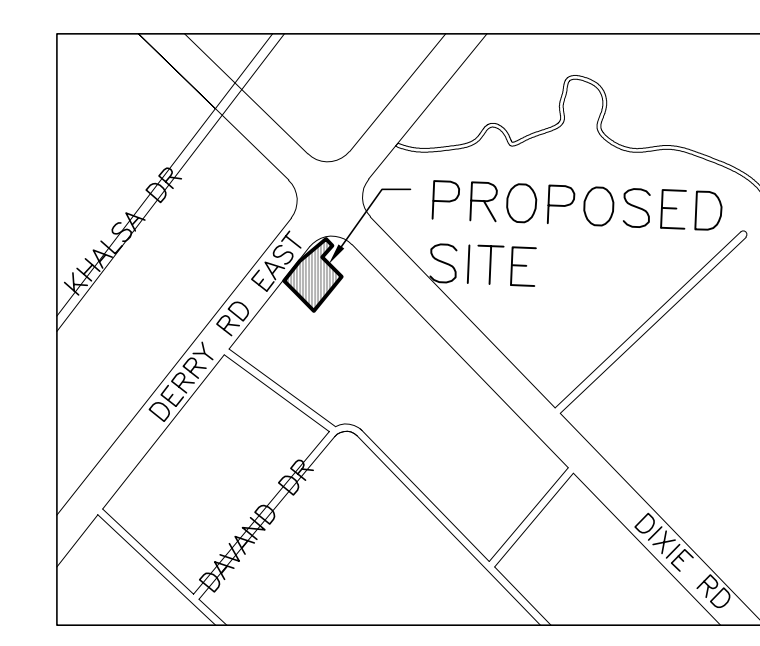 KHALSA DR
PROPOSED
SITE
DERRY RD EAST
DAVAND DR
DIXIE RD